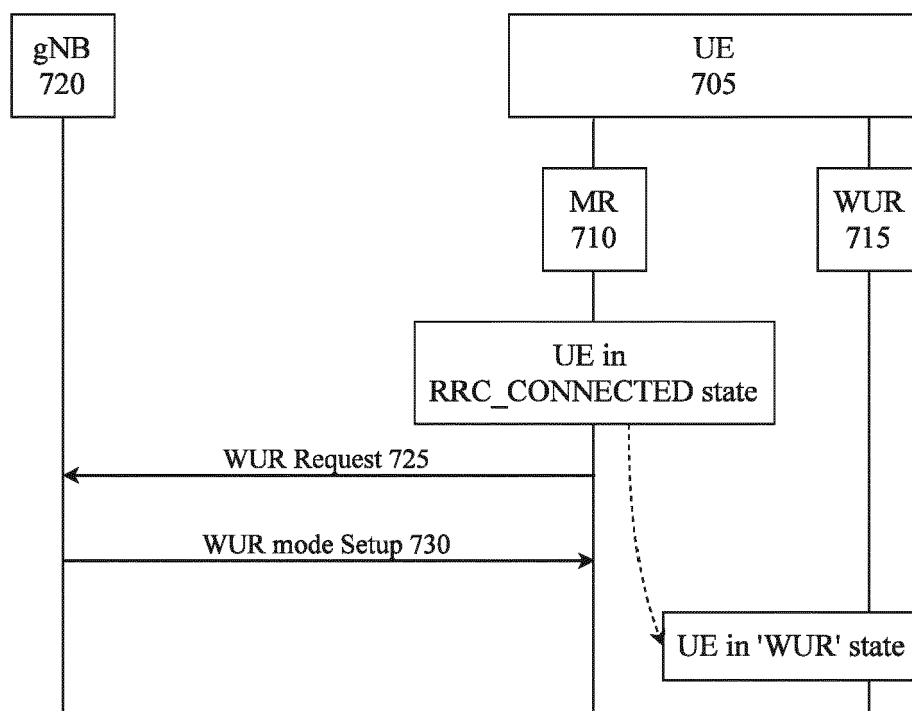 gNB
720
UE
705
MR
710
WUR
715
UE in
RRC_CONNECTED state
WUR Request 725
WUR mode Setup 730
UE in 'WUR' state